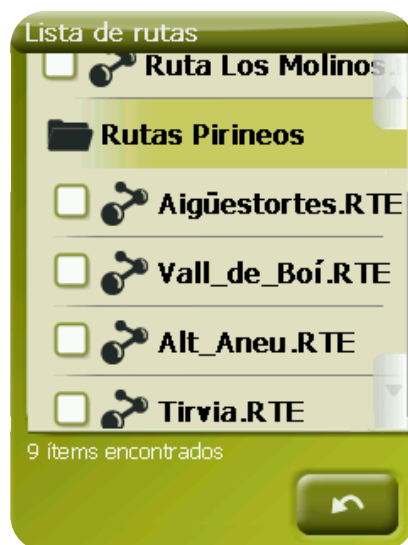 Lista de rutas
Ruta Los Molinos.
Rutas Pirineos
Aigüestortes.RTE
Vall_de_Boí.RTE
Alt_Aneu.RTE
Tirvia.RTE
9 ítems encontrados